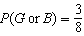 P(G or B) = 3/8